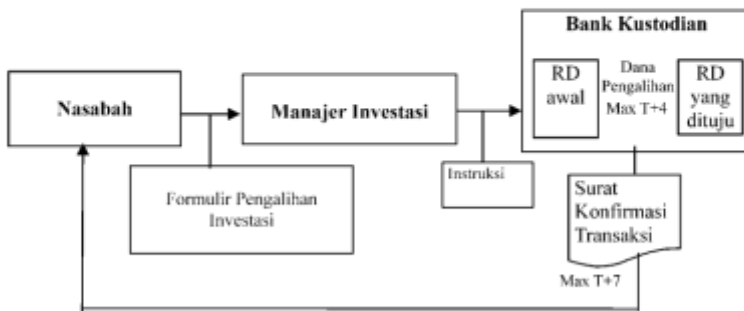 Bank Kustodian
Nasabah
Manajer Investasi
RD
awal
Dana
Pengalihan
Max T+4
RD
yang
dituju
Formulir Pengalihan
Investasi
Instruksi
Surat
Konfirmasi
Transaksi
Max T+7